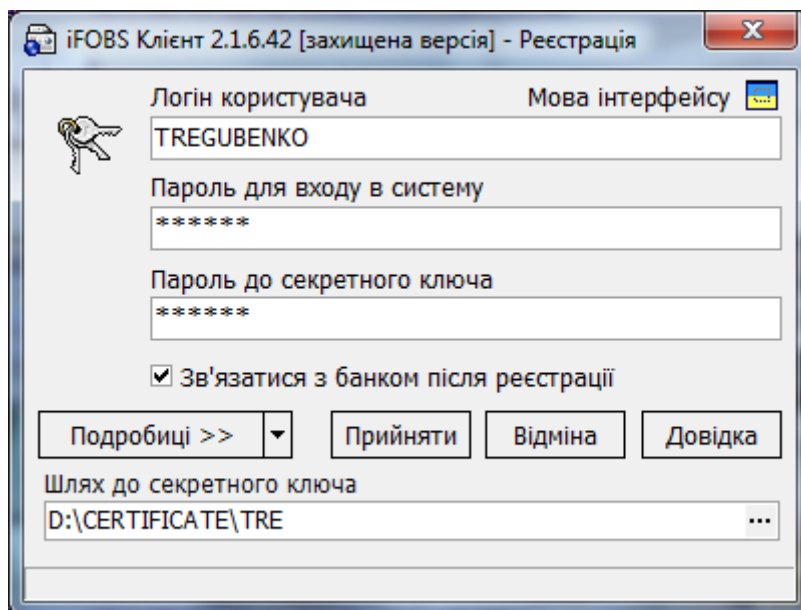 iFOBS Клієнт 2.1.6.42 [захищена версія] - Реєстрація
Логін користувача Мова інтерфейсу
TREGUBENKO
Пароль для входу в систему
******
Пароль до секретного ключа
******
Зв'язатися з банком після реєстрації
Подробиці >> Прийняти Відміна Довідка
Шлях до секретного ключа
D:\CERTIFICATE\TRE ...